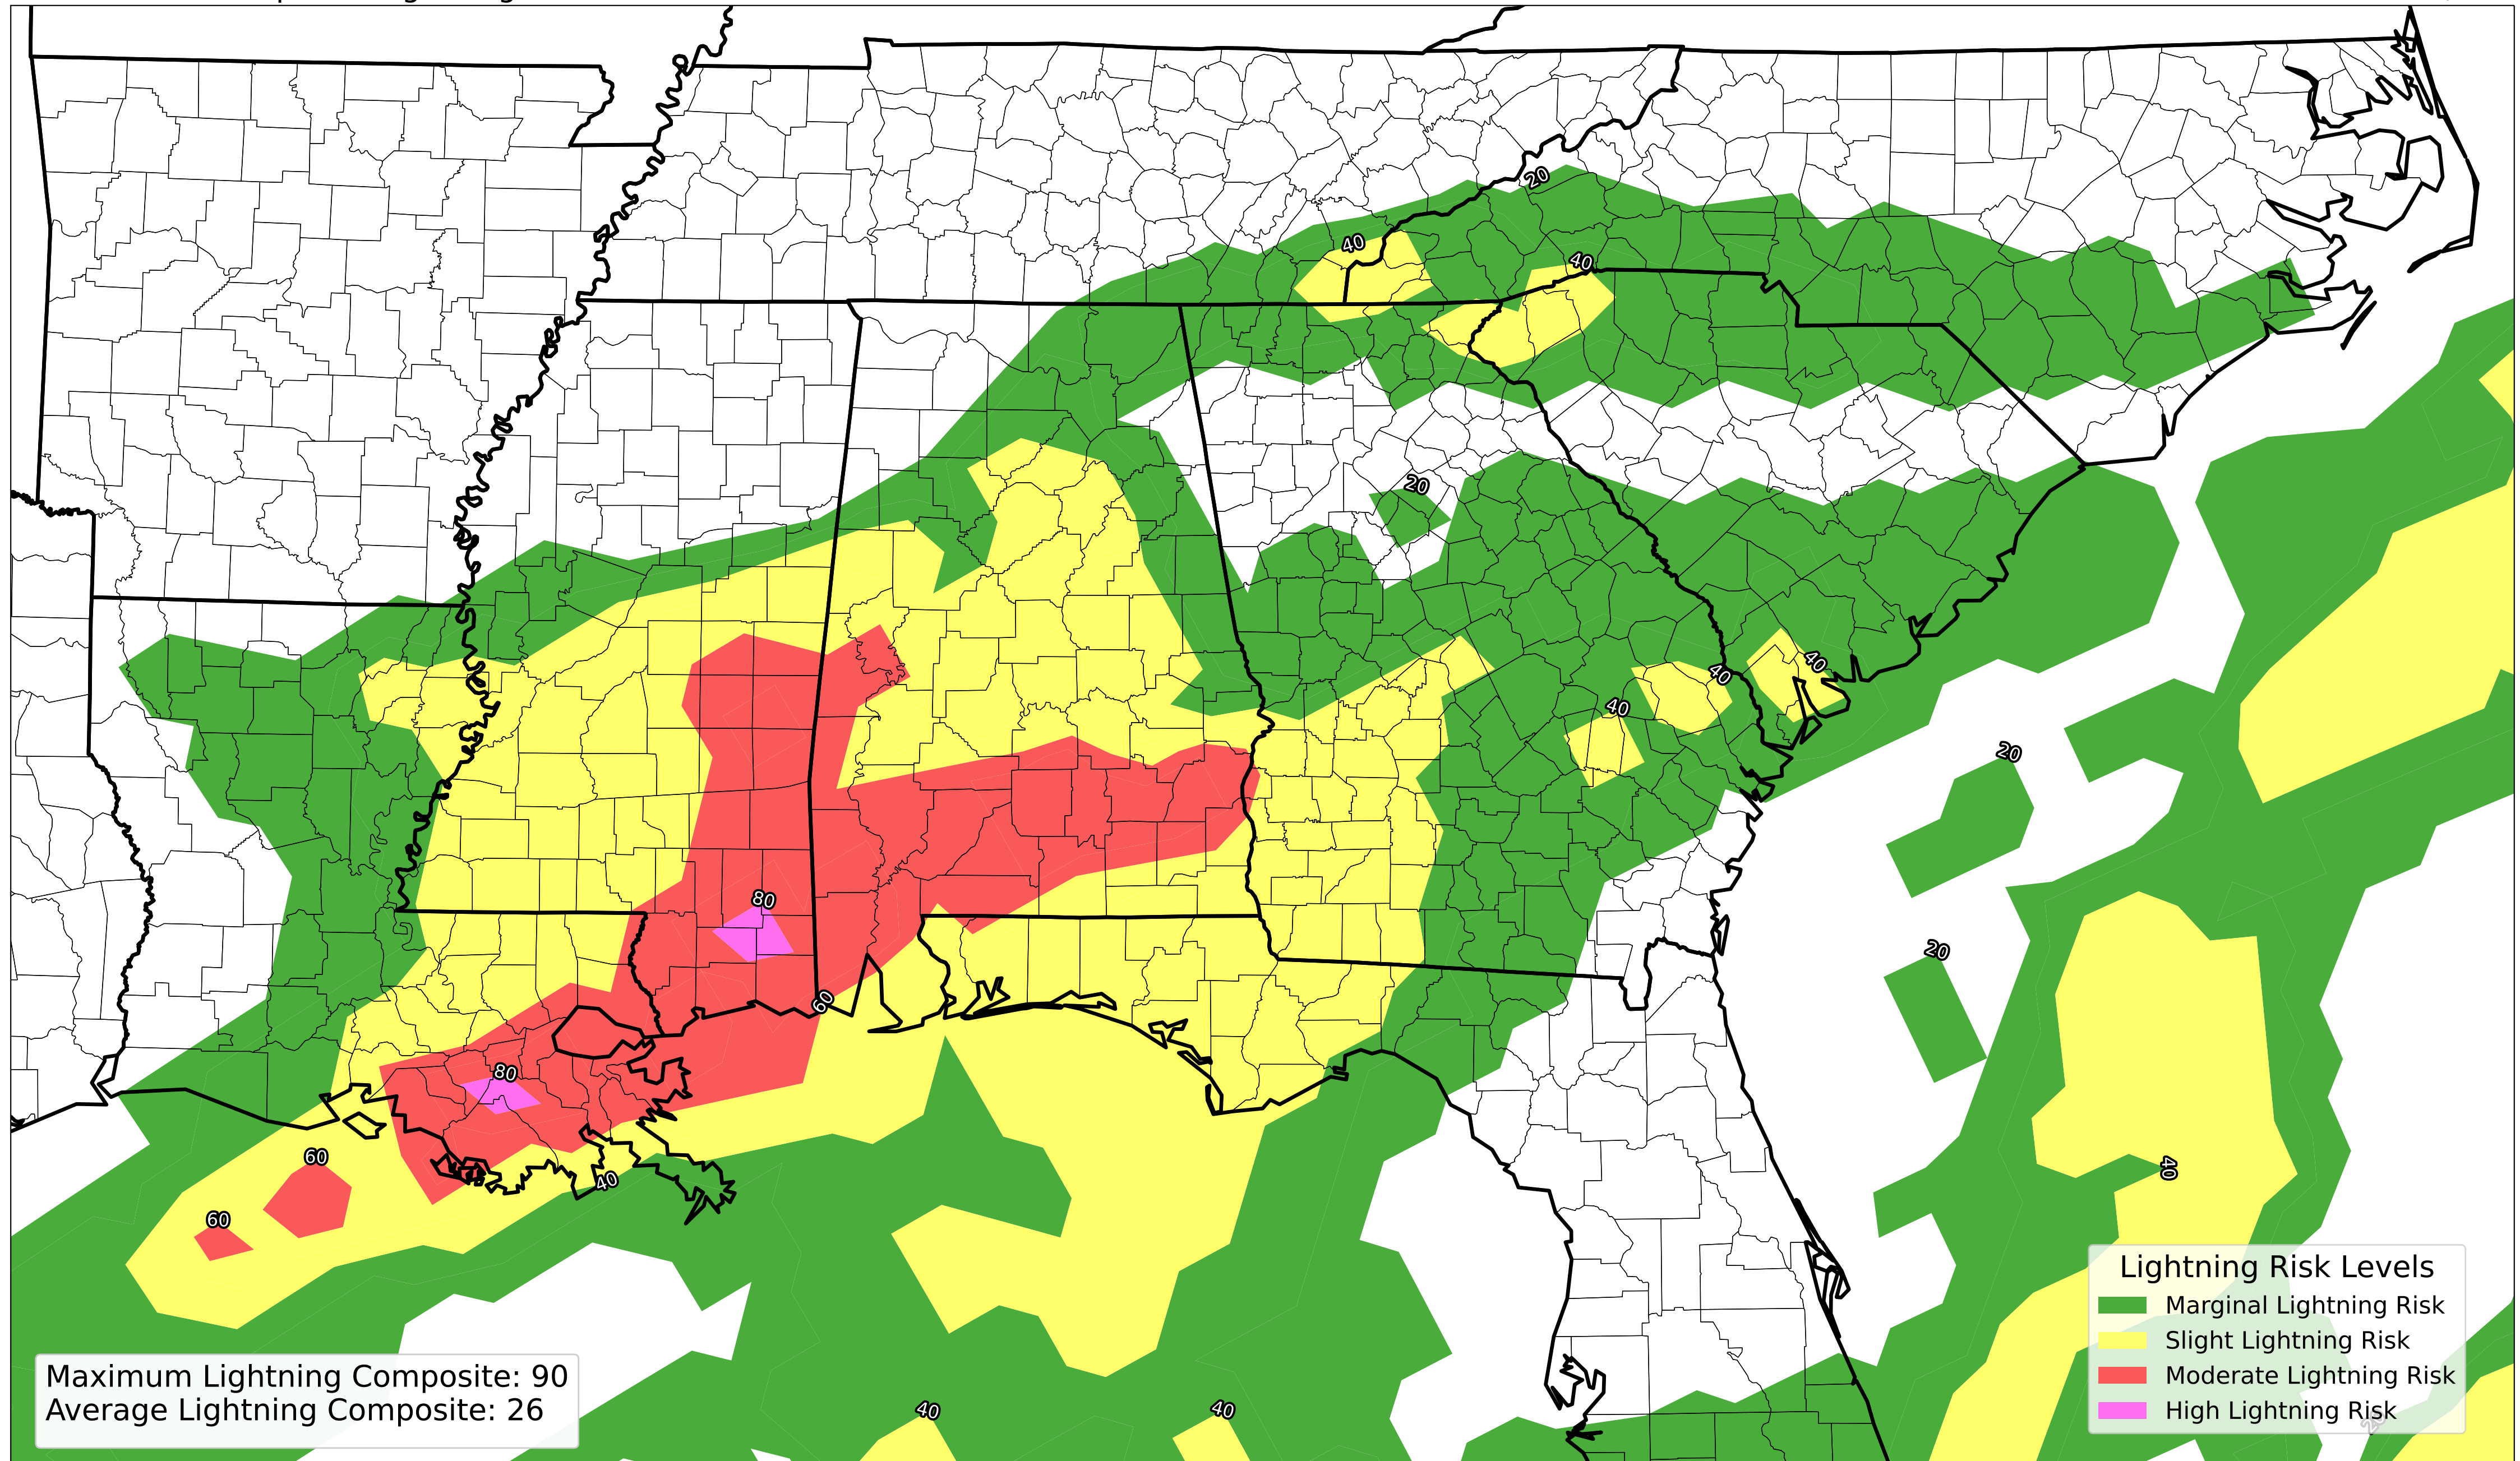 20
40
40
20
40
40
40
20
80
20
60
80
60
40
40
60
Lightning Risk Levels
Marginal Lightning Risk
Slight Lightning Risk
Moderate Lightning Risk
High Lightning Risk
Maximum Lightning Composite: 90
Average Lightning Composite: 26
40
40